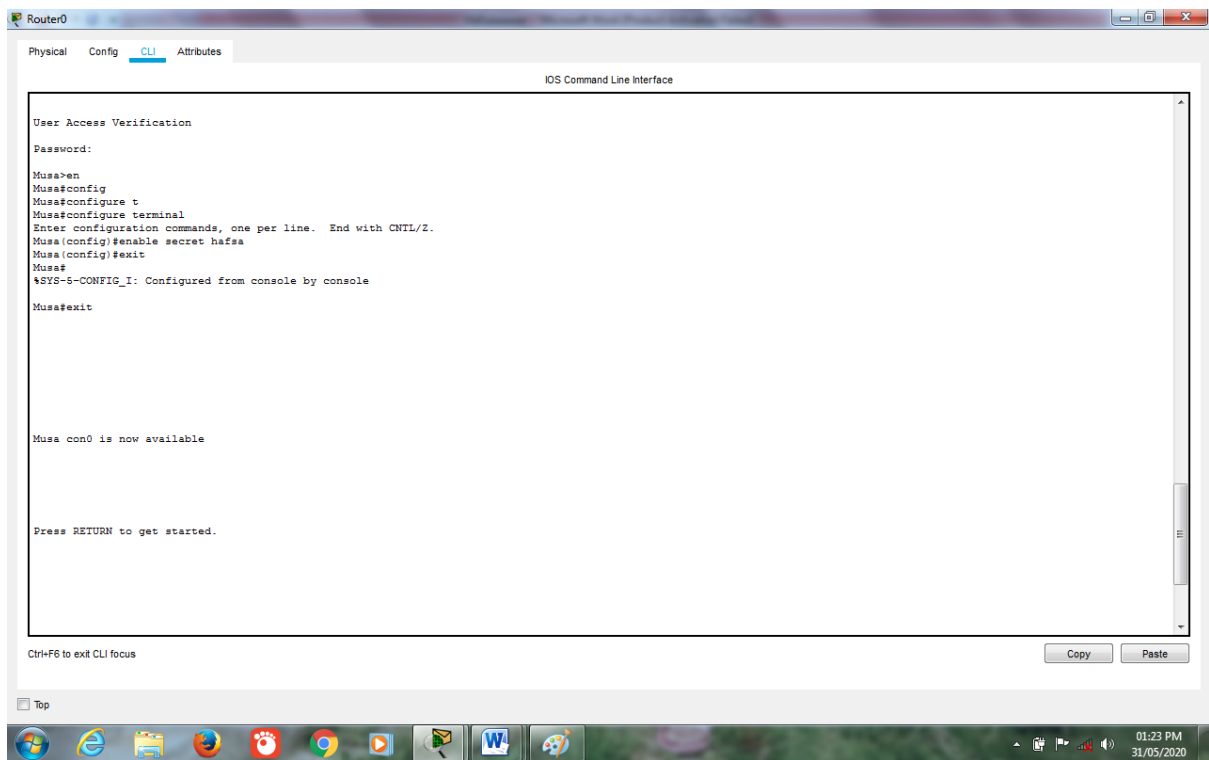 Router0
Physical Config CLI Attributes
IOS Command Line Interface
User Access Verification
Password:
Musa>en
Musa#config
Musa#configure t
Musa#configure terminal
Enter configuration commands, one per line.  End with CNTL/Z.
Musa(config)#enable secret hafsa
Musa(config)#exit
Musa#
%SYS-5-CONFIG_I: Configured from console by console
Musa#exit
Musa con0 is now available
Press RETURN to get started.
Ctrl+F6 to exit CLI focus
Copy Paste
Top
01:23 PM
31/05/2020